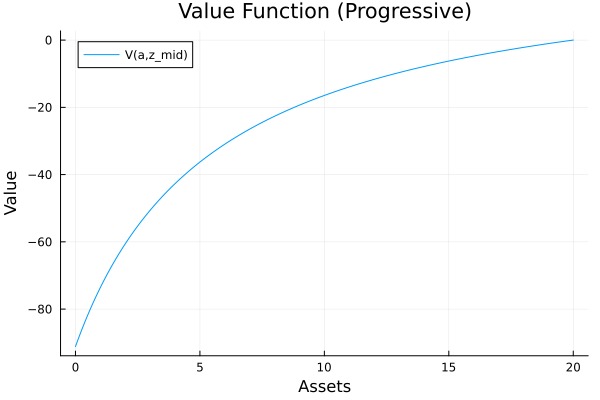 Value Function (Progressive)
V(a,z_mid)
0
−20
−40
−60
−80
Value
0 5 10 15 20
Assets